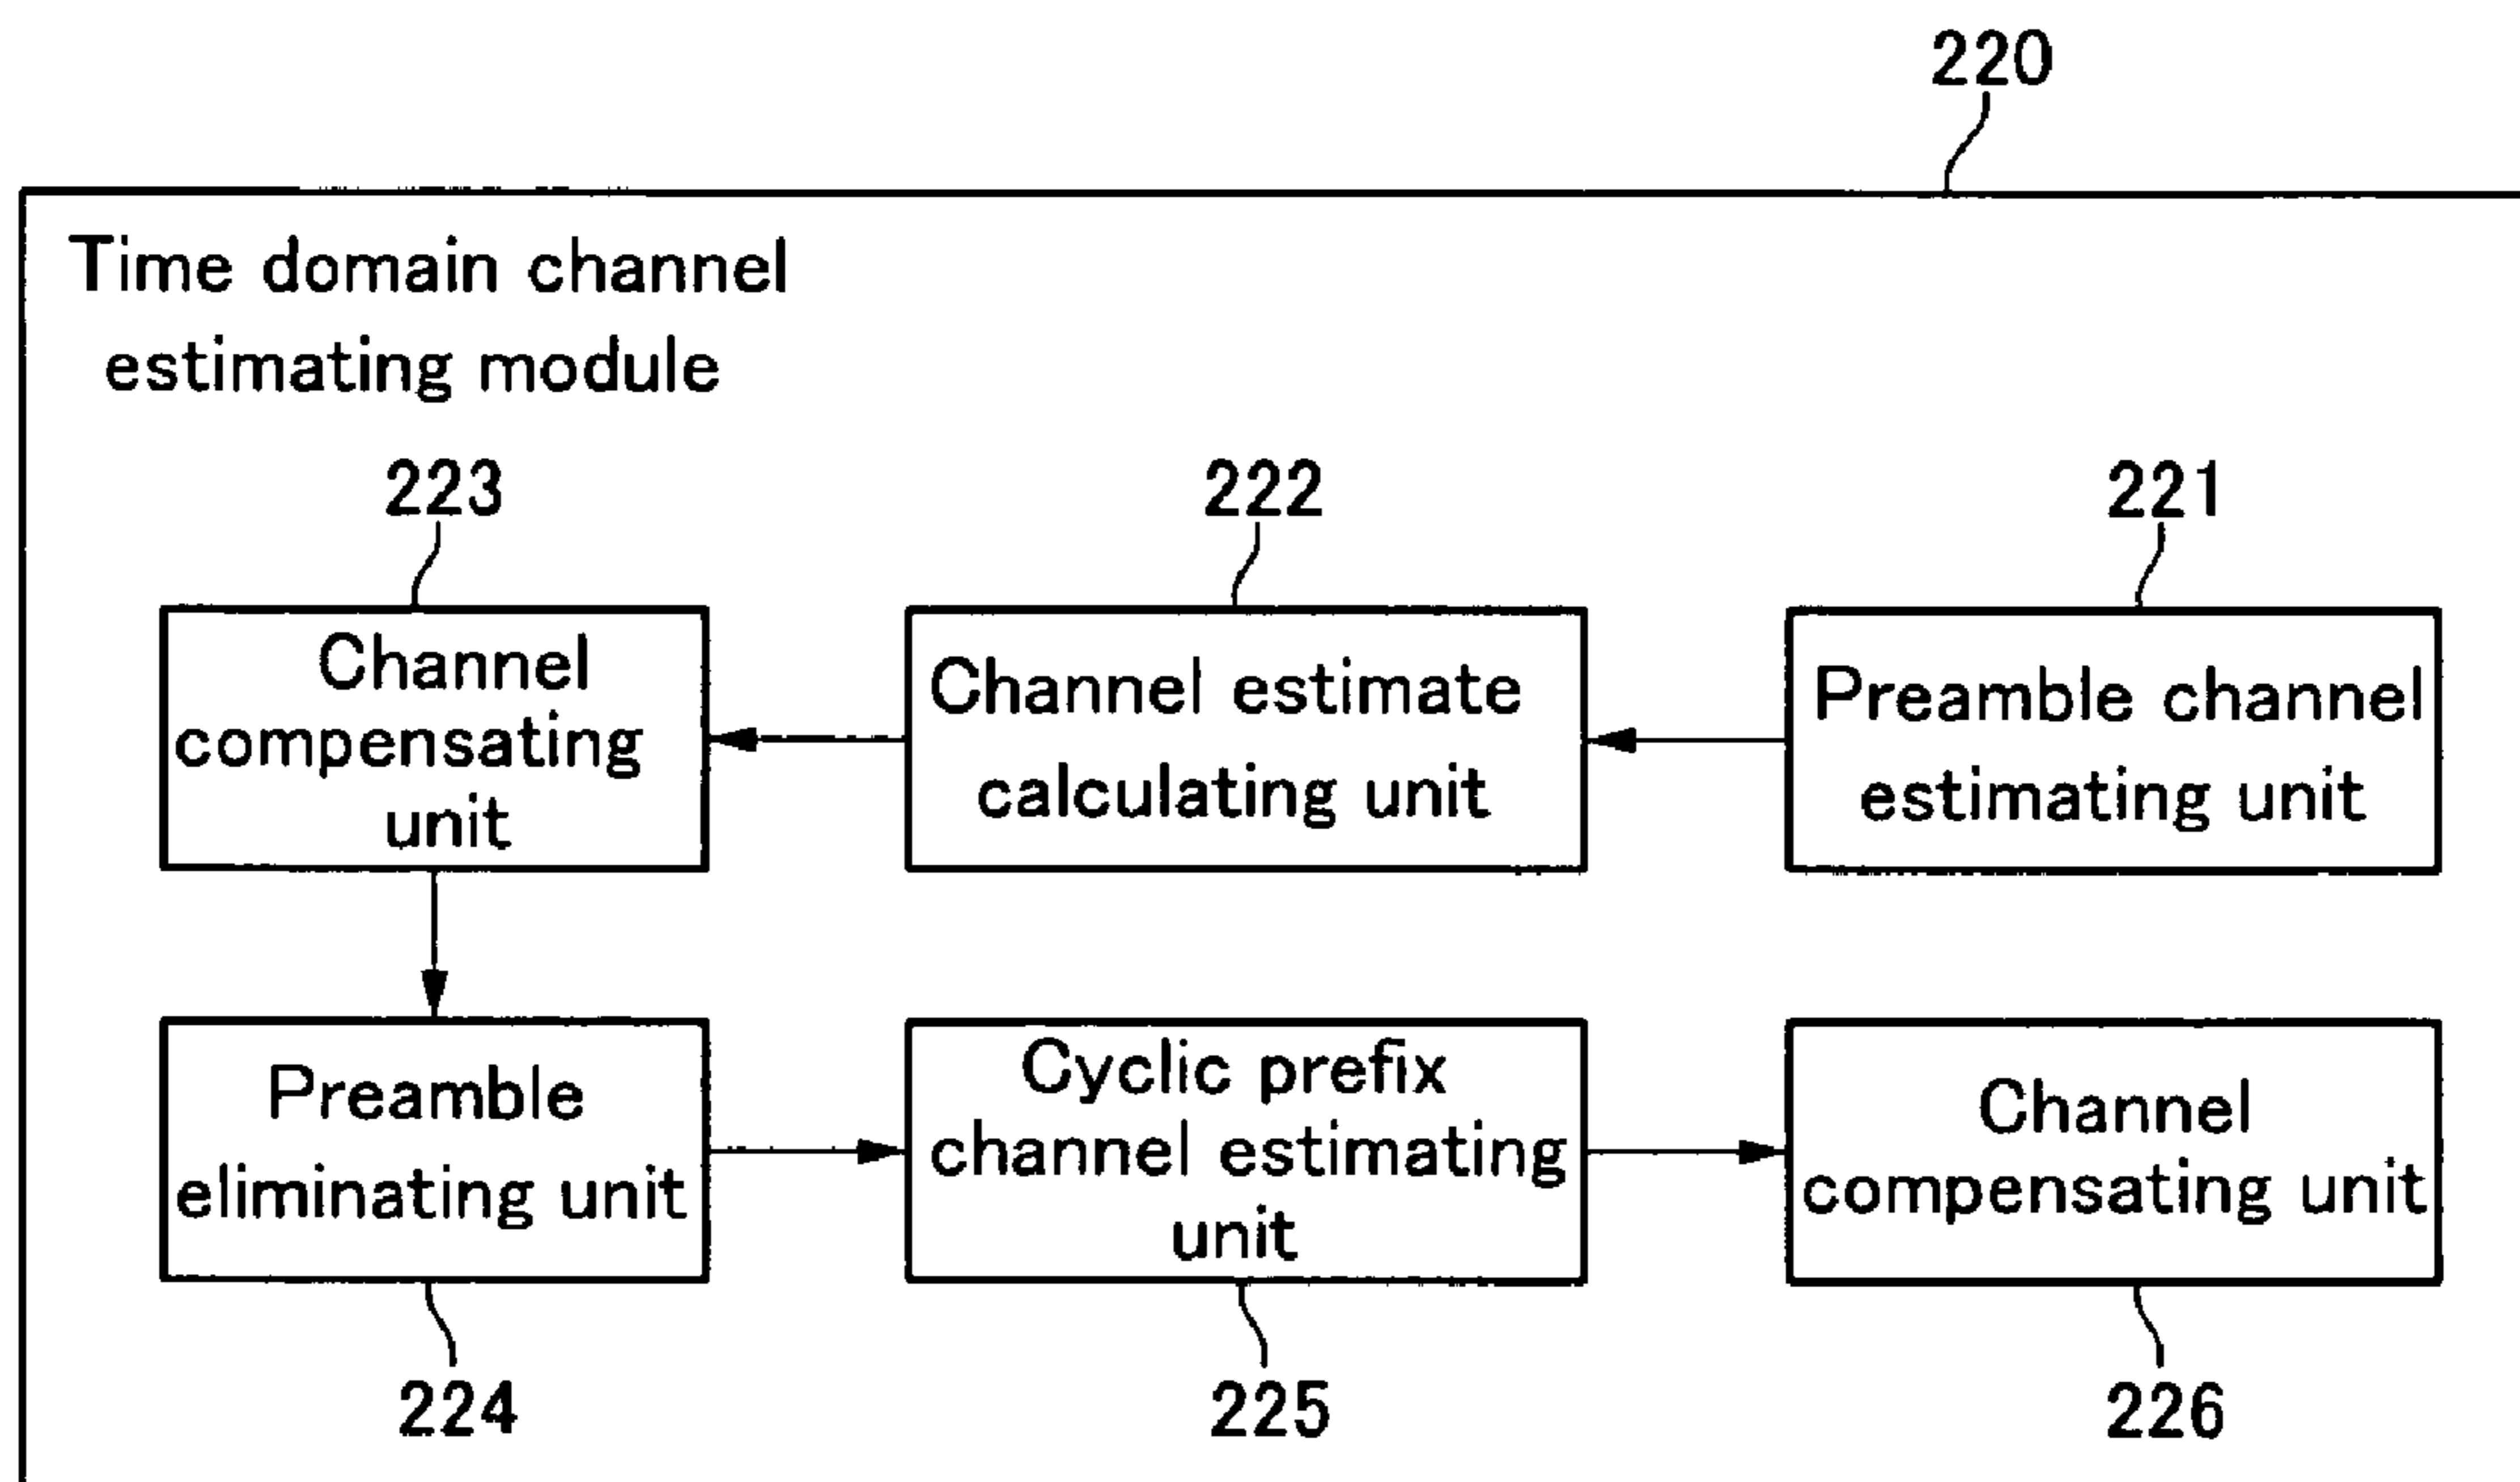 220
Time domain channel
estimating module
223
222
221
Channel
compensating
unit
Channel estimate
calculating unit
Preamble channel
estimating unit
Preamble
eliminating unit
Cyclic prefix
channel estimating
unit
Channel
compensating unit
224
225
226